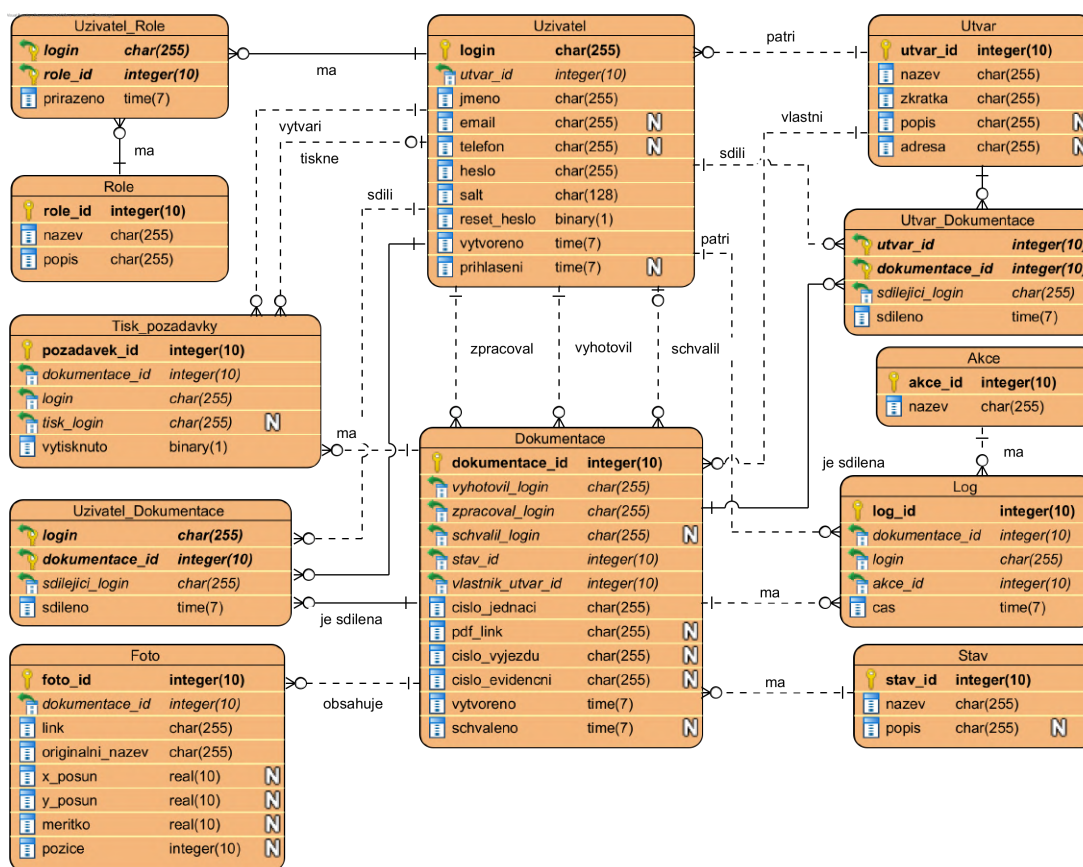 Uzivatel_Role
login char(255)
role_id integer(10)
prirazeno time(7)
ma
ma
Role
role_id integer(10)
nazev char(255)
popis char(255)
Uzivatel
login char(255)
utvar_id integer(10)
jmeno char(255)
email char(255) N
telefon char(255) N
heslo char(255)
salt char(128)
reset_heslo binary(1)
vytvoreno time(7)
prihlaseni time(7) N
patri
Utvar
utvar_id integer(10)
nazev char(255)
zkratka char(255)
popis char(255) N
adresa char(255) N
vytvari
tiskne
sdili
vlastni
sdili
patri
Utvar_Dokumentace
utvar_id integer(10)
dokumentace_id integer(10)
sdilejici_login char(255)
sdileno time(7)
Tisk_pozadavky
pozadavek_id integer(10)
dokumentace_id integer(10)
login char(255)
tisk_login char(255) N
vytisknuto binary(1)
zpracoval
vyhotovil
schvalil
Akce
akce_id integer(10)
nazev char(255)
ma
ma
je sdilena
Dokumentace
dokumentace_id integer(10)
vyhotovil_login char(255)
zpracoval_login char(255)
schvalil_login char(255) N
stav_id integer(10)
vlastnik_utvar_id integer(10)
cislo_jednaci char(255)
pdf_link char(255) N
cislo_vyjezdu char(255) N
cislo_evidencni char(255) N
vytvoreno time(7)
schvaleno time(7) N
Log
log_id integer(10)
dokumentace_id integer(10)
login char(255)
akce_id integer(10)
cas time(7)
Uzivatel_Dokumentace
login char(255)
dokumentace_id integer(10)
sdilejici_login char(255)
sdileno time(7)
je sdilena
ma
Foto
foto_id integer(10)
dokumentace_id integer(10)
link char(255)
originalni_nazev char(255)
x_posun real(10) N
y_posun real(10) N
meritko real(10) N
pozice integer(10) N
obsahuje
ma
Stav
stav_id integer(10)
nazev char(255)
popis char(255) N